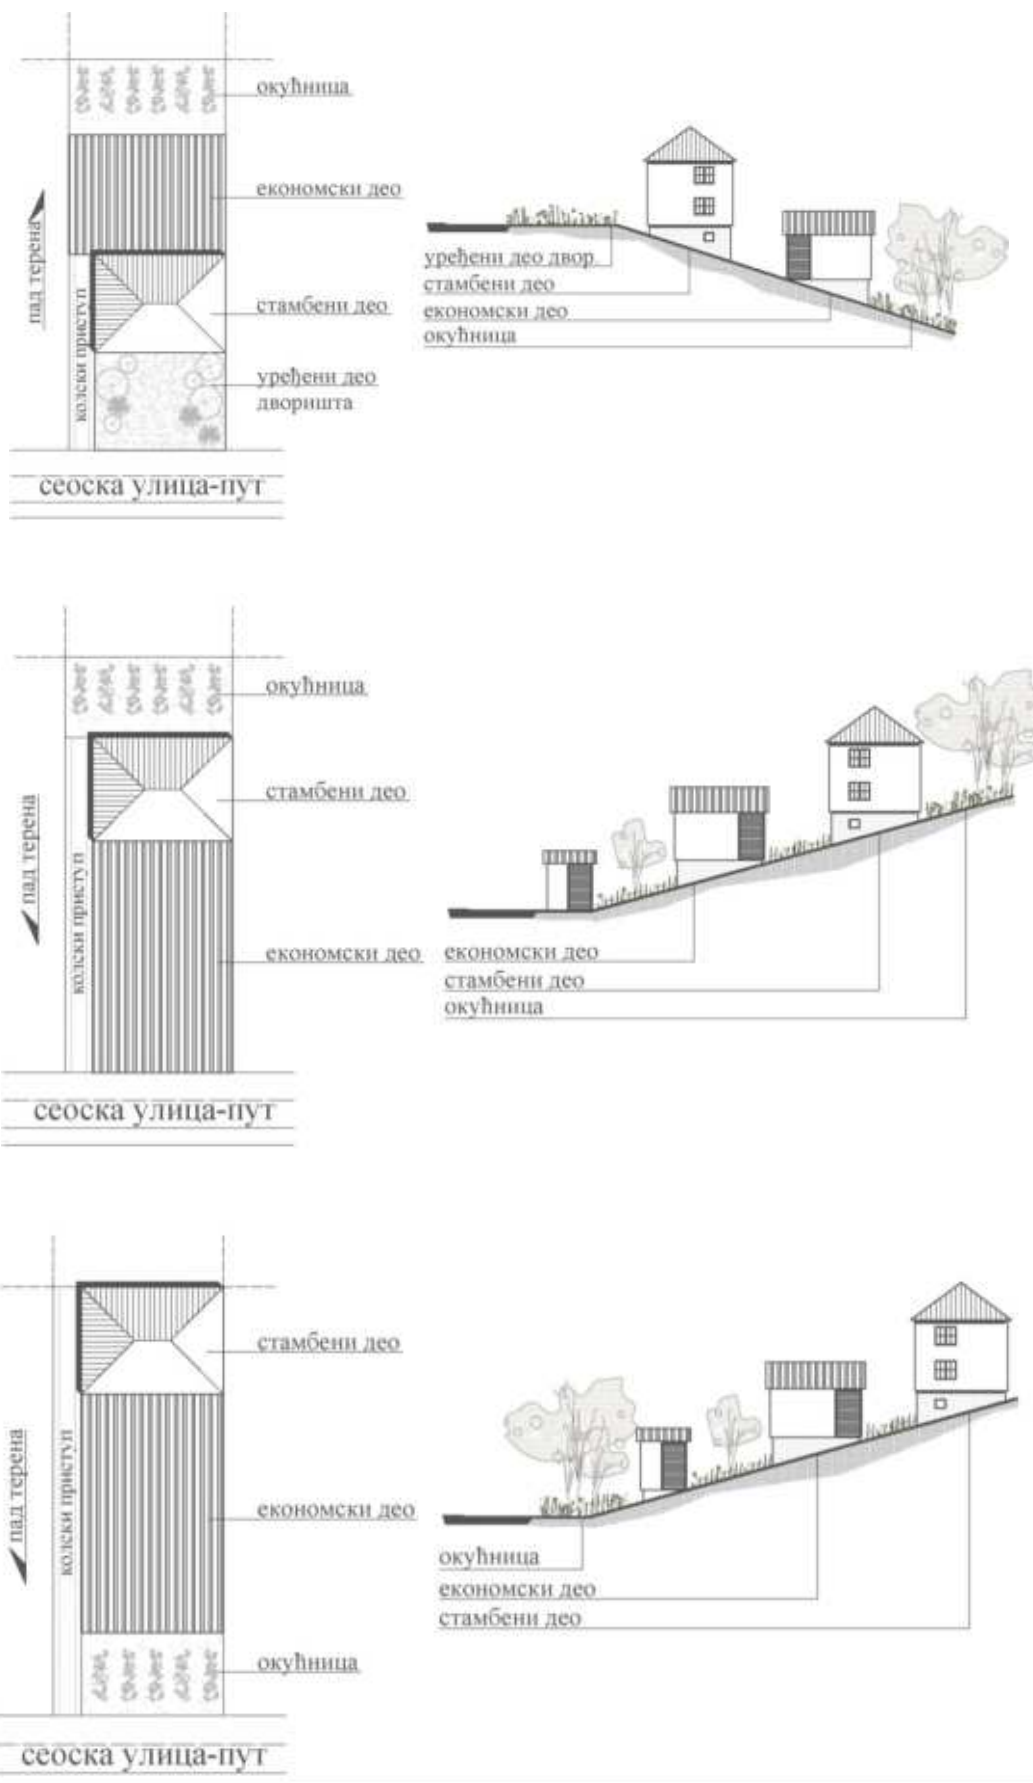 окућница
економски део
пад терена
колски приступ
стамбени део
уређени део
дворишта
сеоска улица-пут
уређени део двор
стамбени део
економски део
окућница
окућница
стамбени део
пад терена
колски приступ
економски део
сеоска улица-пут
економски део
стамбени део
окућница
стамбени део
пад терена
колски приступ
економски део
окућница
сеоска улица-пут
окућница
економски део
стамбени део